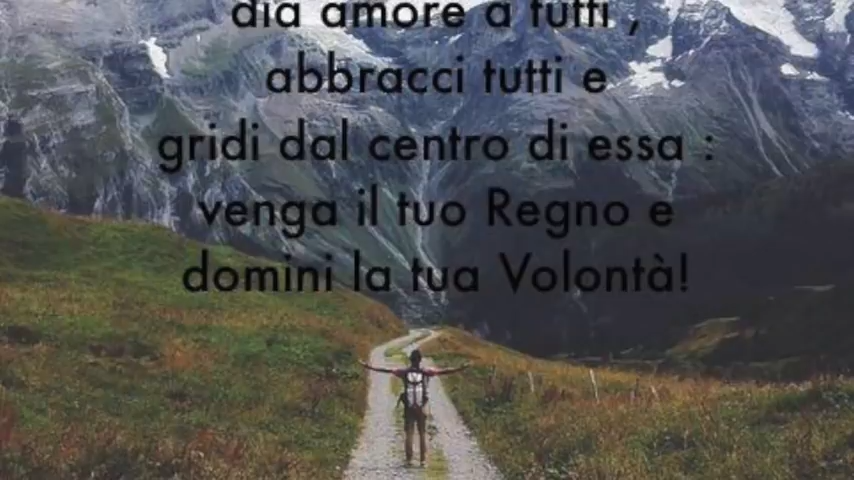 dia amore a tutti ,
abbracci tutti e
gridi dal centro di essa :
venga il tuo Regno e
domini la tua Volontà!